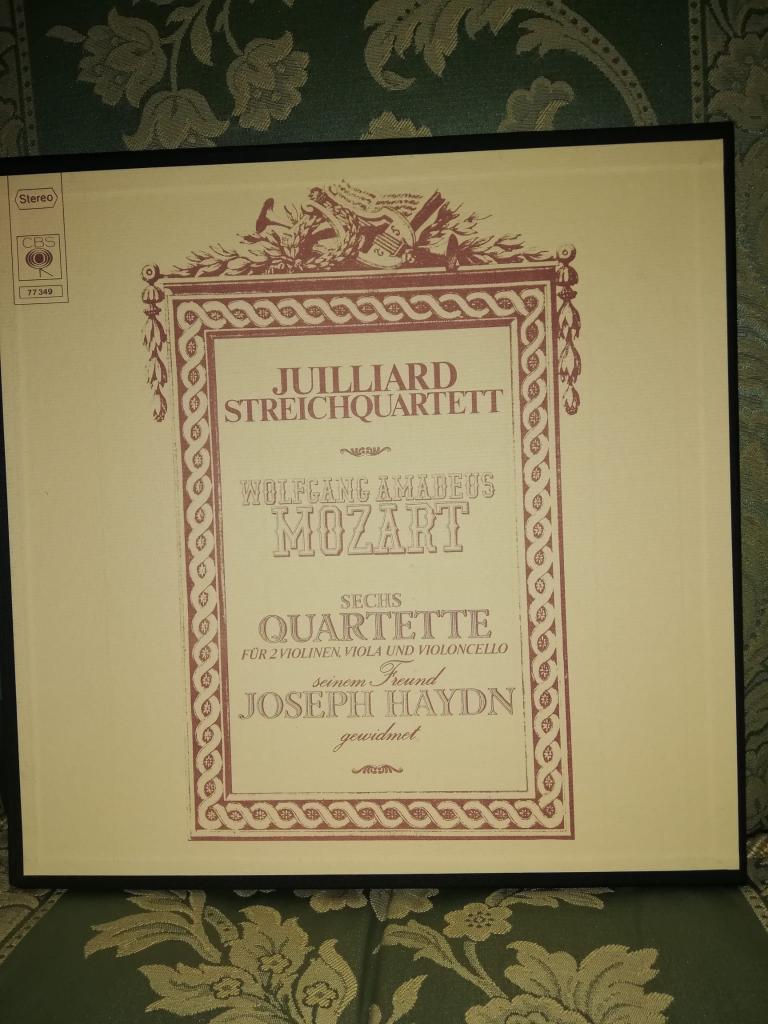 Stereo
CBS
77 349
JUILLIARD
STREICHQUARTETT
WOLFGANG AMADEUS
MOZART
SECHS
QUARTETTE
FÜR 2 VIOLINEN, VIOLA UND VIOLONCELLO
seinem Freund
JOSEPH HAYDN
gewidmet